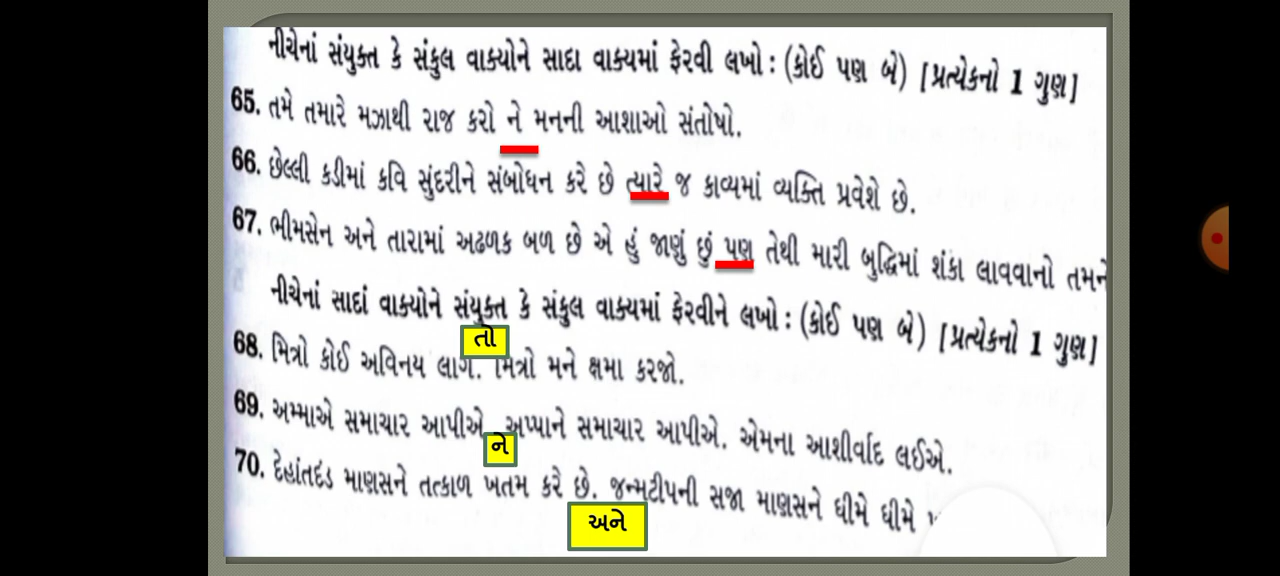 નીચેનાં સંયુક્ત કે સંકુલ વાક્યોને સાદા વાક્યમાં ફેરવી લખો : (કોઈ પણ બે) [પ્રત્યેકનો 1 ગુણ]
65. તમે તમારે મઝાથી રાજ કરો ને મનની આશાઓ સંતોષો.
66. છેલ્લી કડીમાં કવિ સુંદરીને સંબોધન કરે છે ત્યારે જ કાવ્યમાં વ્યક્તિ પ્રવેશે છે.
67. ભીમસેન અને તારામાં અઢળક બળ છે એ હું જાણું છું પણ તેથી મારી બુદ્ધિમાં શંકા લાવવાનો તમને
નીચેનાં સાદાં વાક્યોને સંયુક્ત કે સંકુલ વાક્યમાં ફેરવીને લખો : (કોઈ પણ બે) [પ્રત્યેકનો 1 ગુણ]
તો
68. મિત્રો કોઈ અવિનય લાગે. મિત્રો મને ક્ષમા કરજો.
69. અમ્માએ સમાચાર આપીએ. અપ્પાને સમાચાર આપીએ. એમના આશીર્વાદ લઈએ.
ને
70. દેહાંતદંડ માણસને તત્કાળ ખતમ કરે છે. જન્મટીપની સજા માણસને ધીમે ધીમે
અને